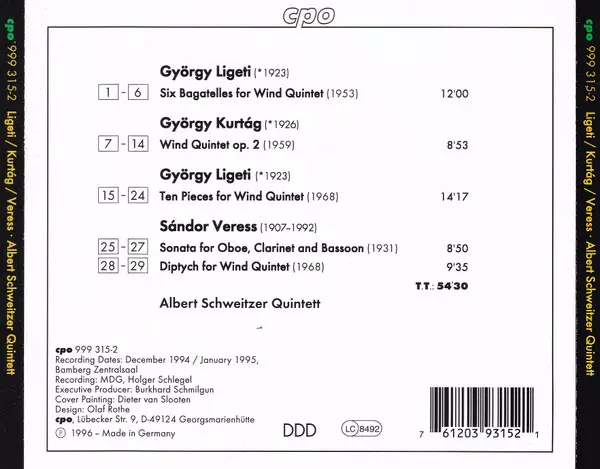 cpo
György Ligeti (*1923)
1 - 6 Six Bagatelles for Wind Quintet (1953) 12'00
György Kurtág (*1926)
7 - 14 Wind Quintet op. 2 (1959) 8'53
György Ligeti (*1923)
15 - 24 Ten Pieces for Wind Quintet (1968) 14'17
Sándor Veress (1907–1992)
25 - 27 Sonata for Oboe, Clarinet and Bassoon (1931) 8'50
28 - 29 Diptych for Wind Quintet (1968) 9'35
T.T.: 54'30
Albert Schweitzer Quintett
cpo 999 315-2
Recording Dates: December 1994 / January 1995,
Bamberg Zentralsaal
Recording: MDG, Holger Schlegel
Executive Producer: Burkhard Schmilgun
Cover Painting: Dieter van Slooten
Design: Olaf Rothe
cpo, Lübecker Str. 9, D-49124 Georgsmarienhütte
Ⓟ 1996 – Made in Germany
DDD
LC 8492
7 61203 93152 1
cpo 999 315-2 Ligeti / Kurtág / Veress · Albert Schweitzer Quintett
cpo 999 315-2 Ligeti / Kurtág / Veress · Albert Schweitzer Quintett